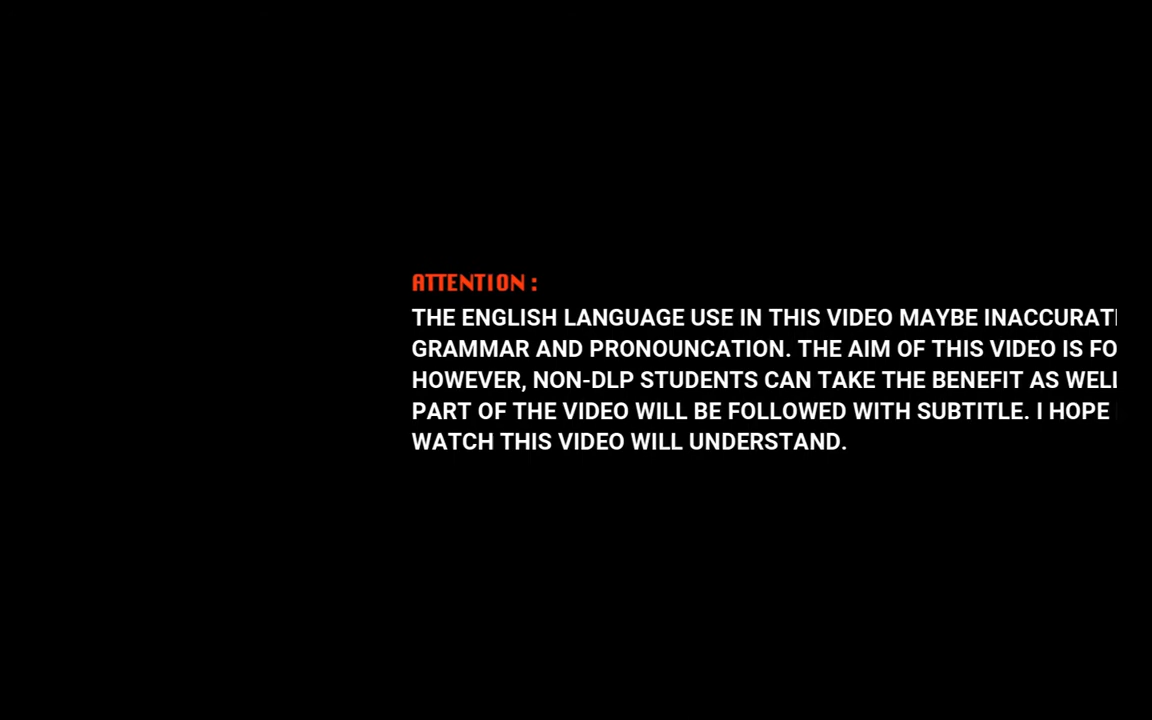 ATTENTION :
THE ENGLISH LANGUAGE USE IN THIS VIDEO MAYBE
GRAMMAR AND PRONOUNCATION. THE AIM OF THIS VIDEO IS
HOWEVER, NON-DLP STUDENTS CAN TAKE THE BENEFIT AS WELL
PART OF THE VIDEO WILL BE FOLLOWED WITH SUBTITLE. I HOPE
WATCH THIS VIDEO WILL UNDERSTAND.